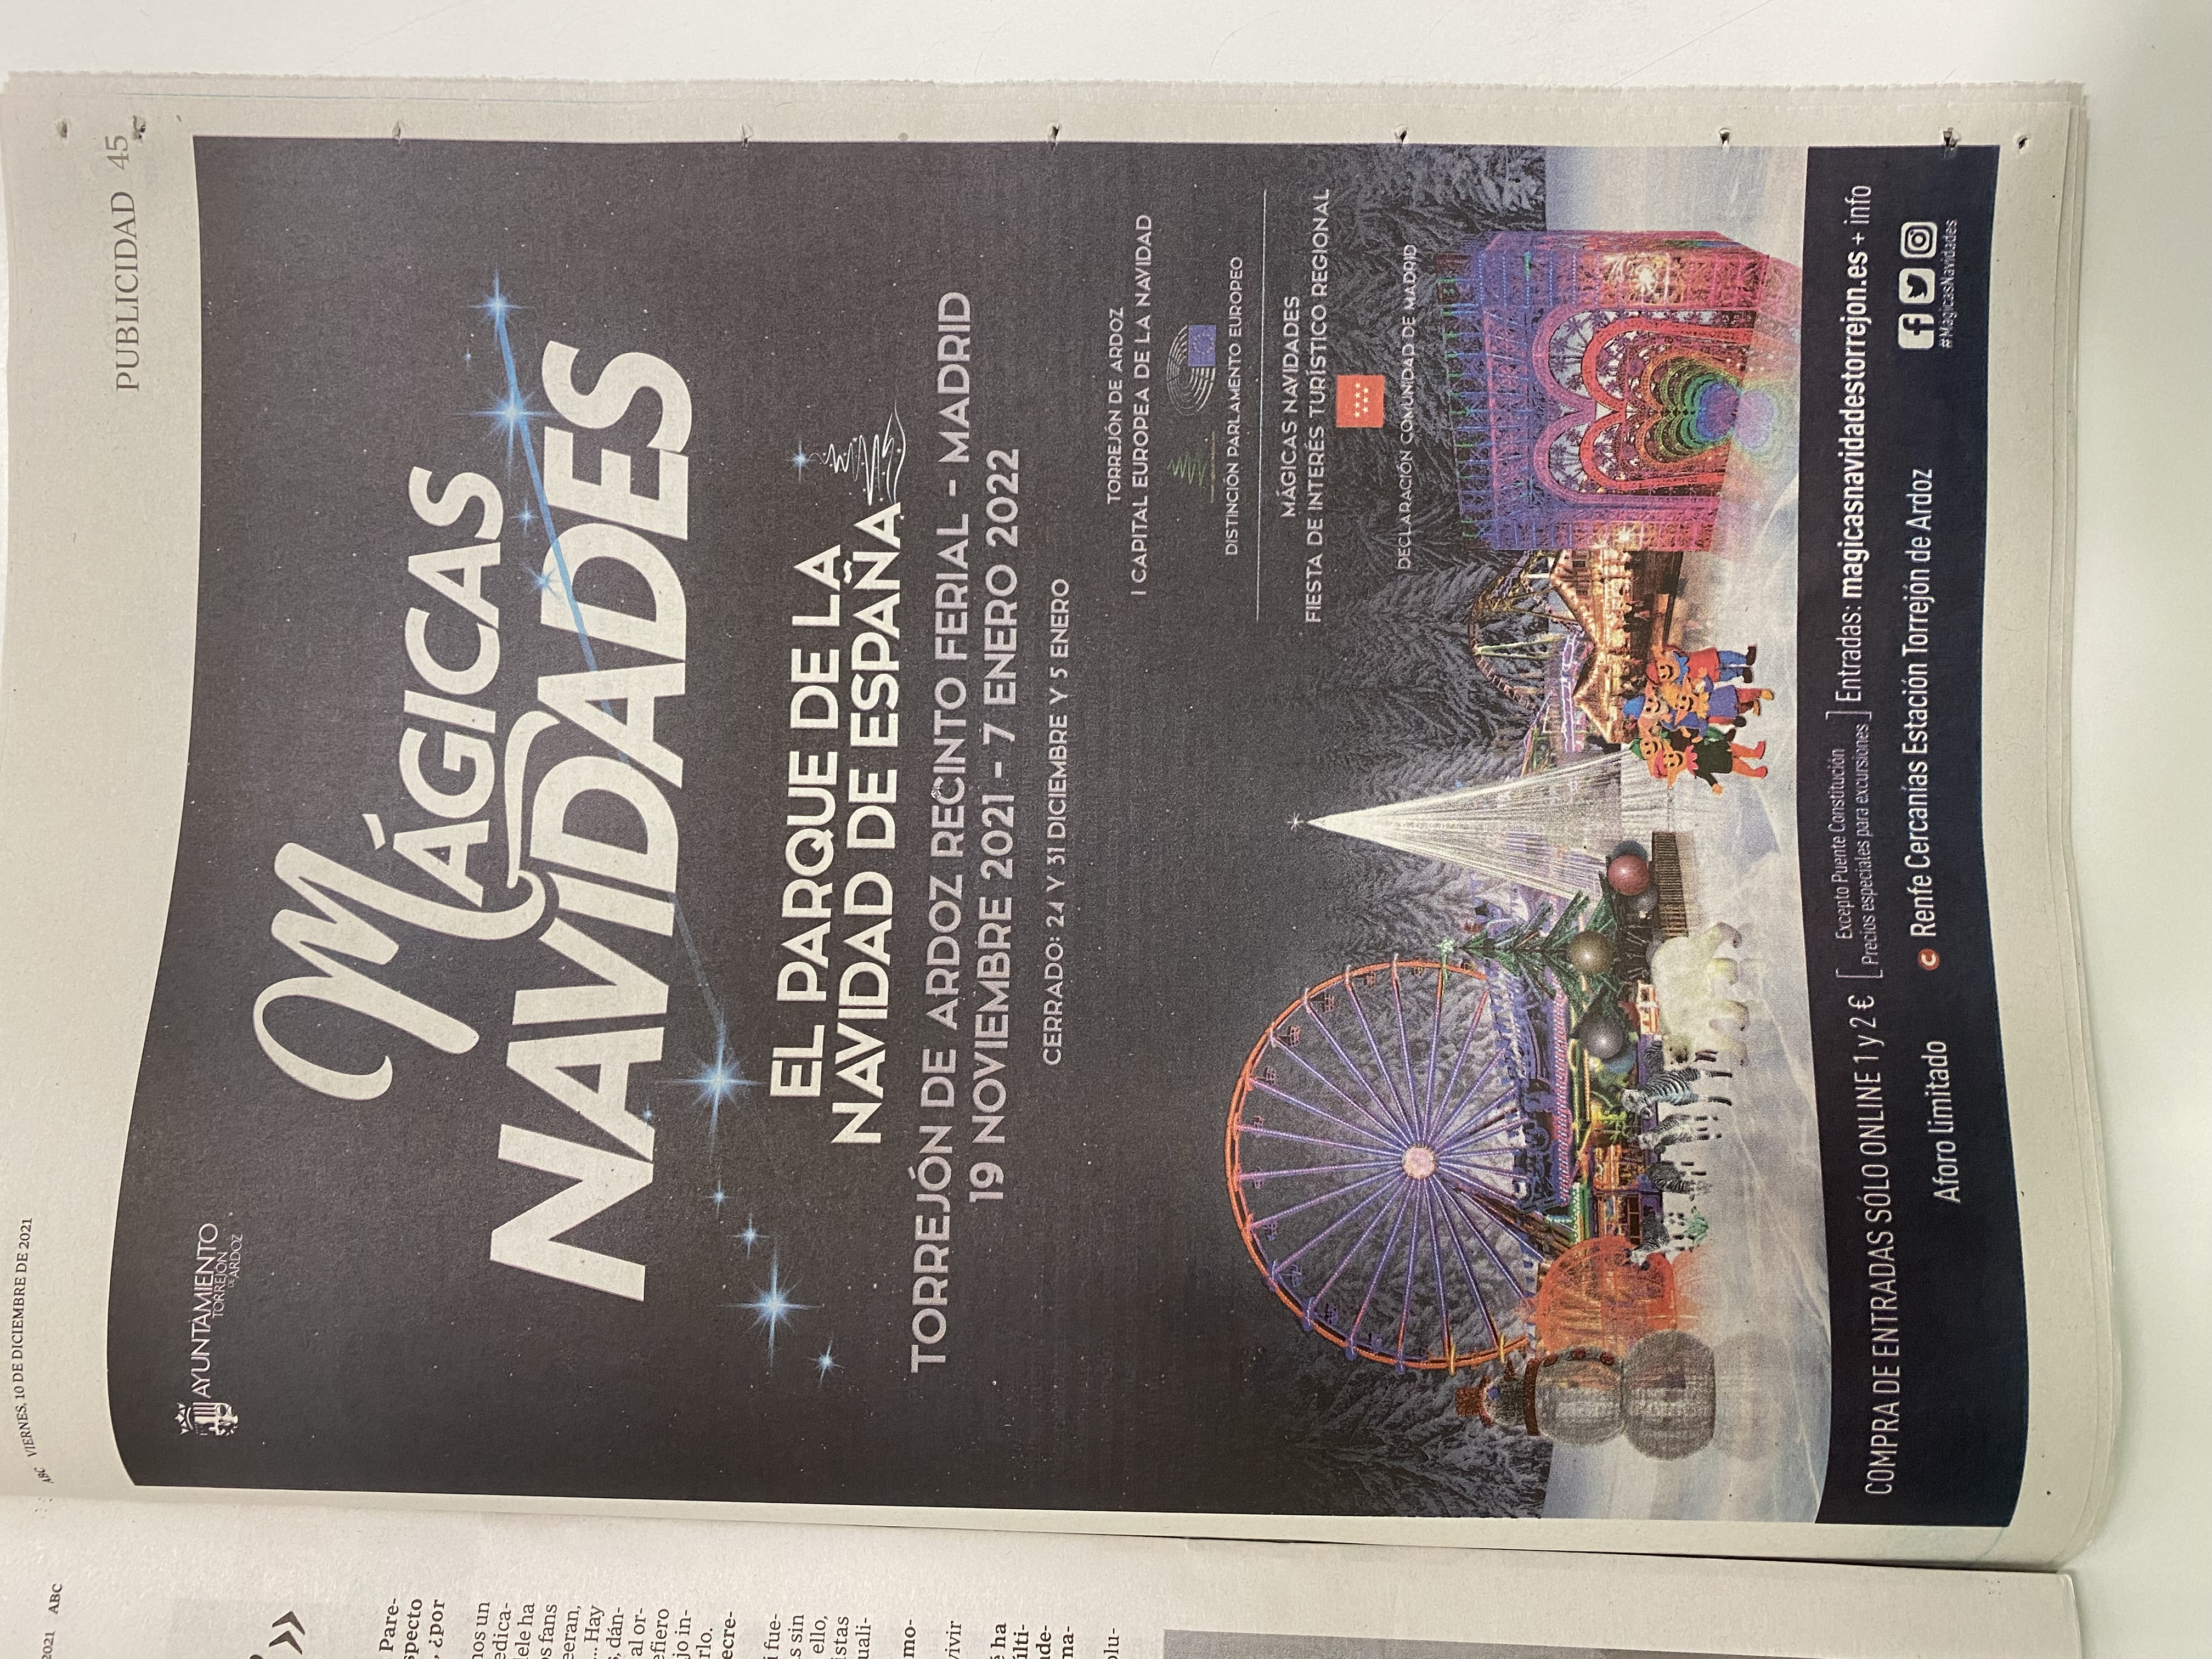 2021 ABC
»
Pare-
specto
, ¿por
nos un
edica-
lele ha
os fans
eeran,
... Hay
s, dán-
al or-
efiero
jo in-
rlo.
ecre-
i fue-
s sin
ello,
istas
uali-
mo-
vivir
é ha
últi-
nde-
ma-
olu-
ABC VIERNES, 10 DE DICIEMBRE DE 2021
PUBLICIDAD 45
AYUNTAMIENTO
TORREJÓN
DE ARDOZ
MÁGICAS
NAVIDADES
EL PARQUE DE LA
NAVIDAD DE ESPAÑA
TORREJÓN DE ARDOZ RECINTO FERIAL - MADRID
19 NOVIEMBRE 2021 - 7 ENERO 2022
CERRADO: 24 Y 31 DICIEMBRE Y 5 ENERO
TORREJÓN DE ARDOZ
I CAPITAL EUROPEA DE LA NAVIDAD
DISTINCIÓN PARLAMENTO EUROPEO
MÁGICAS NAVIDADES
FIESTA DE INTERÉS TURÍSTICO REGIONAL
DECLARACIÓN COMUNIDAD DE MADRID
COMPRA DE ENTRADAS SÓLO ONLINE 1 y 2 € [Excepto Puente Constitución
Precios especiales para excursiones] Entradas: magicasnavidadestorrejon.es + info
Aforo limitado C Renfe Cercanías Estación Torrejón de Ardoz
#MagicasNavidades